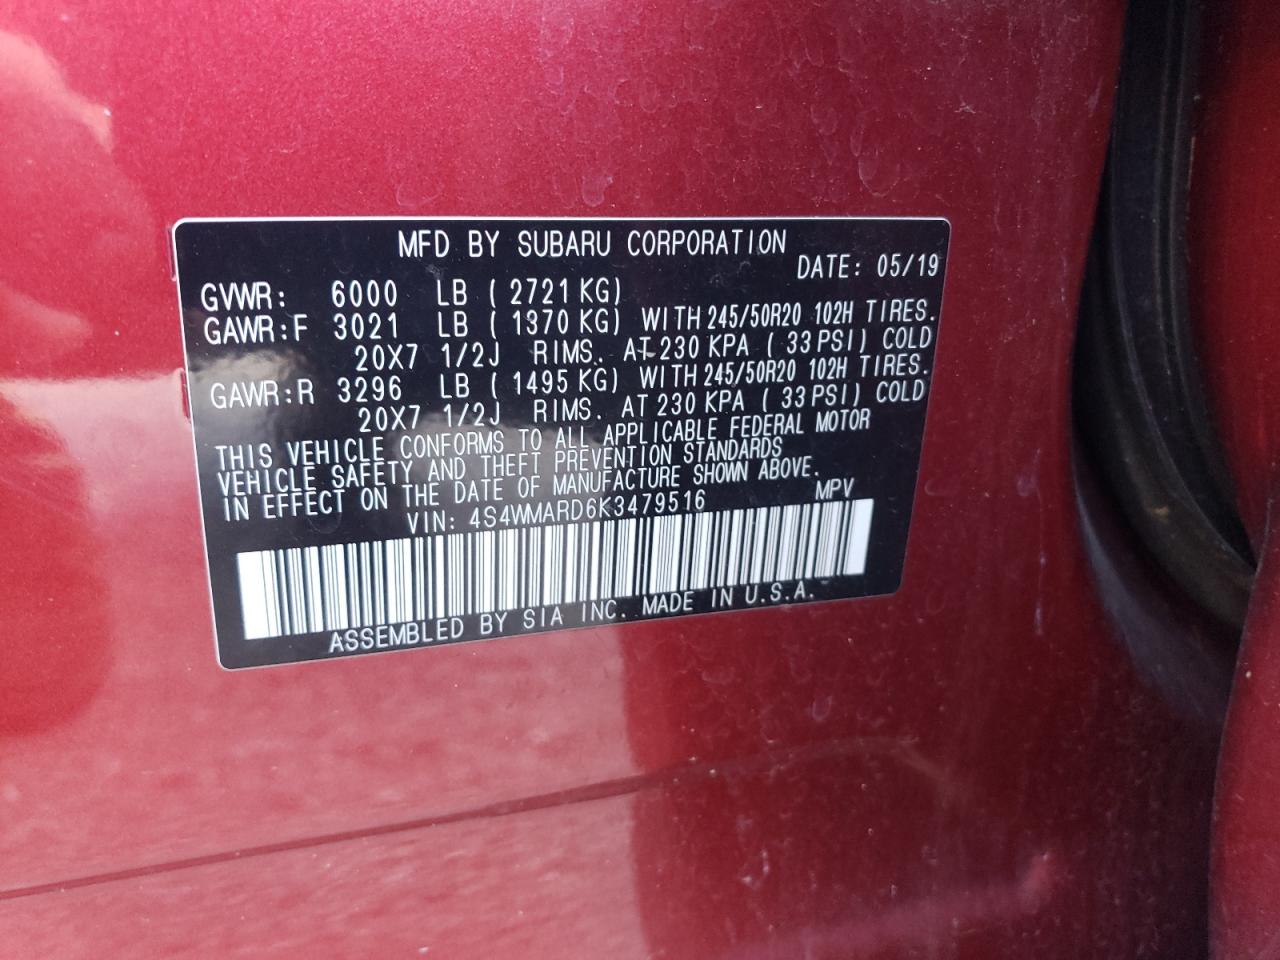 MFD BY SUBARU CORPORATION
DATE: 05/19
GVWR: 6000 LB ( 2721 KG)
GAWR:F 3021 LB ( 1370 KG) WITH 245/50R20 102H TIRES.
20X7 1/2J RIMS. AT 230 KPA ( 33 PSI) COLD
GAWR:R 3296 LB ( 1495 KG) WITH 245/50R20 102H TIRES.
20X7 1/2J RIMS. AT 230 KPA ( 33 PSI) COLD
THIS VEHICLE CONFORMS TO ALL APPLICABLE FEDERAL MOTOR
VEHICLE SAFETY AND THEFT PREVENTION STANDARDS
IN EFFECT ON THE DATE OF MANUFACTURE SHOWN ABOVE.
VIN: 4S4WMARD6K3479516 MPV
ASSEMBLED BY SIA INC. MADE IN U.S.A.